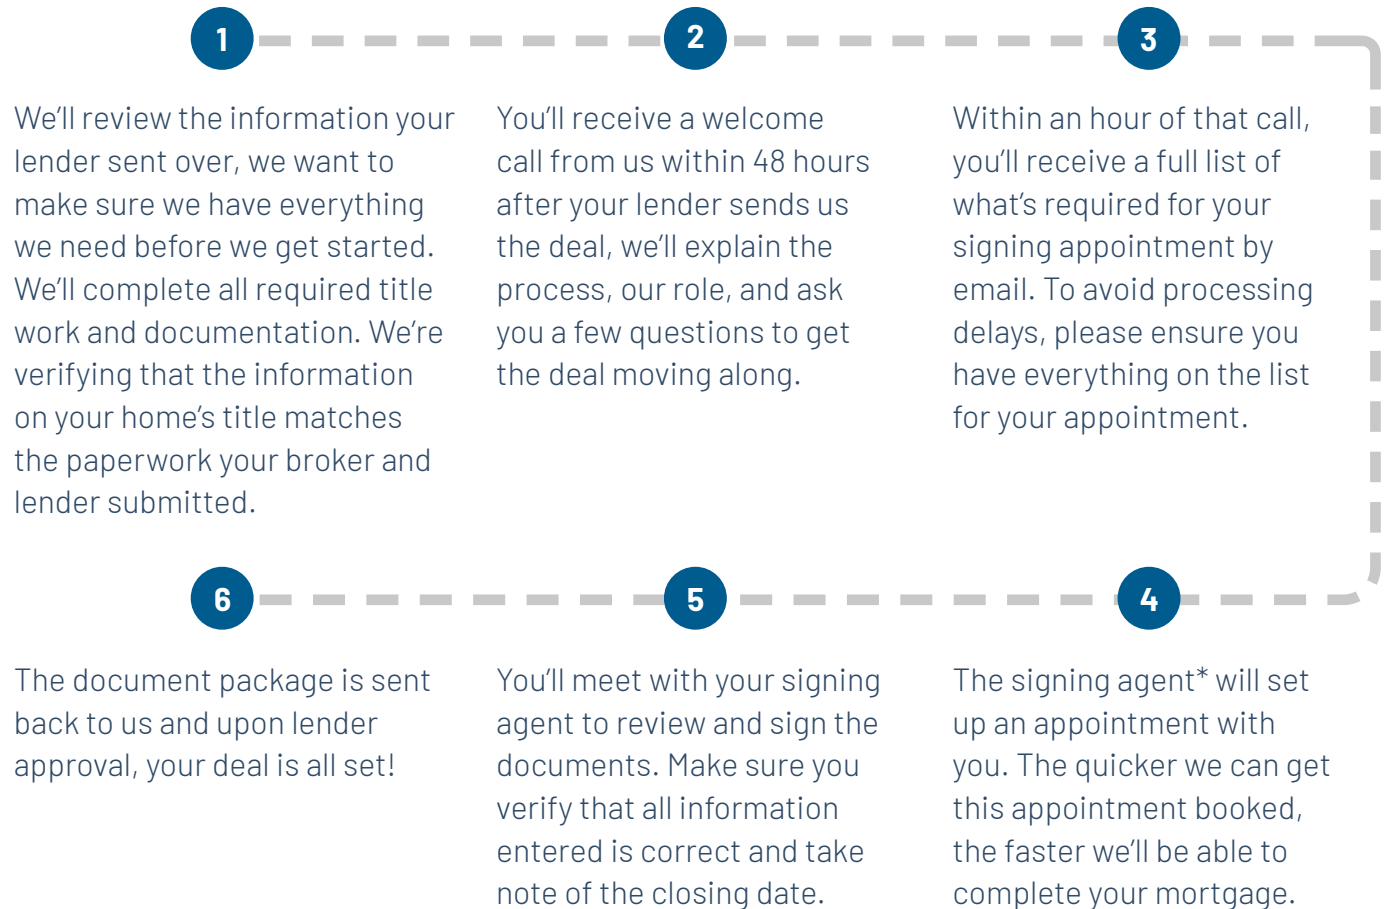 1
We'll review the information your
lender sent over, we want to
make sure we have everything
we need before we get started.
We'll complete all required title
work and documentation. We're
verifying that the information
on your home's title matches
the paperwork your broker and
lender submitted.
2
You'll receive a welcome
call from us within 48 hours
after your lender sends us
the deal, we'll explain the
process, our role, and ask
you a few questions to get
the deal moving along.
3
Within an hour of that call,
you'll receive a full list of
what's required for your
signing appointment by
email. To avoid processing
delays, please ensure you
have everything on the list
for your appointment.
4
The signing agent* will set
up an appointment with
you. The quicker we can get
this appointment booked,
the faster we'll be able to
complete your mortgage.
5
You'll meet with your signing
agent to review and sign the
documents. Make sure you
verify that all information
entered is correct and take
note of the closing date.
6
The document package is sent
back to us and upon lender
approval, your deal is all set!